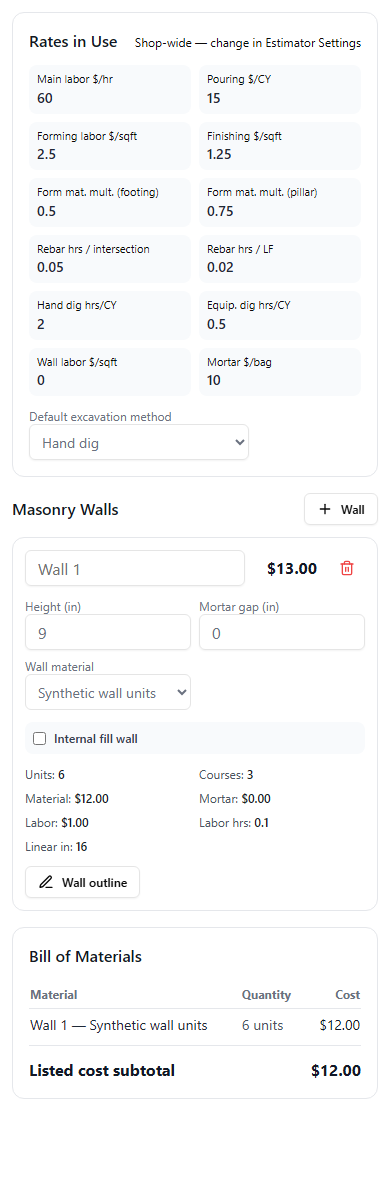 Rates in Use Shop-wide — change in Estimator Settings
Main labor $/hr Pouring $/CY
60 15
Forming labor $/sqft Finishing $/sqft
2.5 1.25
Form mat. mult. (footing) Form mat. mult. (pillar)
0.5 0.75
Rebar hrs / intersection Rebar hrs / LF
0.05 0.02
Hand dig hrs/CY Equip. dig hrs/CY
2 0.5
Wall labor $/sqft Mortar $/bag
0 10
Default excavation method
Hand dig
Masonry Walls + Wall
Wall 1 $13.00
Height (in) Mortar gap (in)
9 0
Wall material
Synthetic wall units
Internal fill wall
Units: 6 Courses: 3
Material: $12.00 Mortar: $0.00
Labor: $1.00 Labor hrs: 0.1
Linear in: 16
Wall outline
Bill of Materials
Material Quantity Cost
Wall 1 — Synthetic wall units 6 units $12.00
Listed cost subtotal $12.00